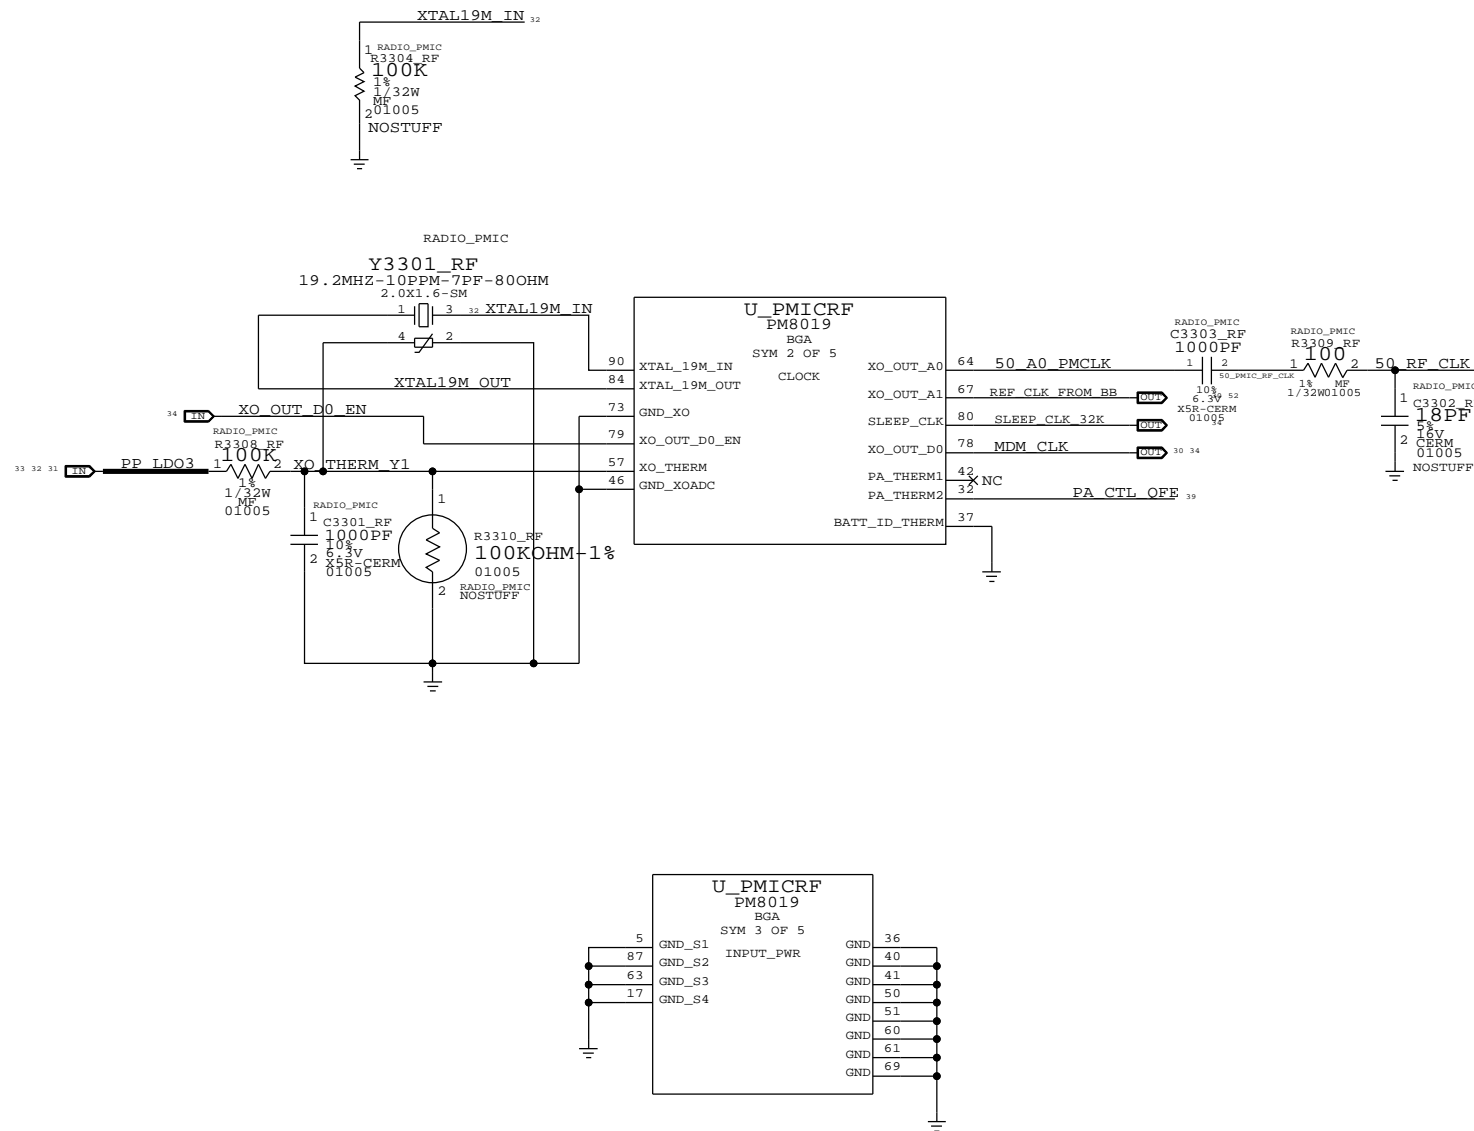 XTAL19M_IN 32
1 RADIO_PMIC
R3304_RF
100K
1%
1/32W
MF
01005
2
NOSTUFF
RADIO_PMIC
Y3301_RF
19.2MHZ-10PPM-7PF-80OHM
2.0X1.6-SM
1 3 32 XTAL19M_IN
4 2
XTAL19M_OUT
34 IN XO_OUT_D0_EN
RADIO_PMIC
R3308_RF
100K
33 32 31 IN PP_LDO3 1 2 XO_THERM_Y1
1%
1/32W
MF
01005
RADIO_PMIC
1
C3301_RF
1000PF
10%
6.3V
X5R-CERM
01005
2
1
R3310_RF
100KOHM-1%
01005
2
RADIO_PMIC
NOSTUFF
U_PMICRF
PM8019
BGA
SYM 2 OF 5
CLOCK
90 XTAL_19M_IN
84 XTAL_19M_OUT
73 GND_XO
79 XO_OUT_D0_EN
57 XO_THERM
46 GND_XOADC
XO_OUT_A0 64 50_A0_PMCLK
XO_OUT_A1 67 REF_CLK_FROM_BB OUT 52
SLEEP_CLK 80 SLEEP_CLK_32K OUT 34
XO_OUT_D0 78 MDM_CLK OUT 30 34
PA_THERM1 42 NC
PA_THERM2 32 PA_CTL_QFE 39
BATT_ID_THERM 37
RADIO_PMIC
C3303_RF
1000PF
1 2
50_PMIC_RF_CLK
10%
6.3V
X5R-CERM
01005
RADIO_PMIC
R3309_RF
100
1 2 50_RF_CLK
1% MF
1/32W01005
RADIO_PMIC
1
C3302_R
18PF
5%
16V
2 CERM
01005
NOSTUFF
U_PMICRF
PM8019
BGA
SYM 3 OF 5
INPUT_PWR
5 GND_S1
87 GND_S2
63 GND_S3
17 GND_S4
GND 36
GND 40
GND 41
GND 50
GND 51
GND 60
GND 61
GND 69